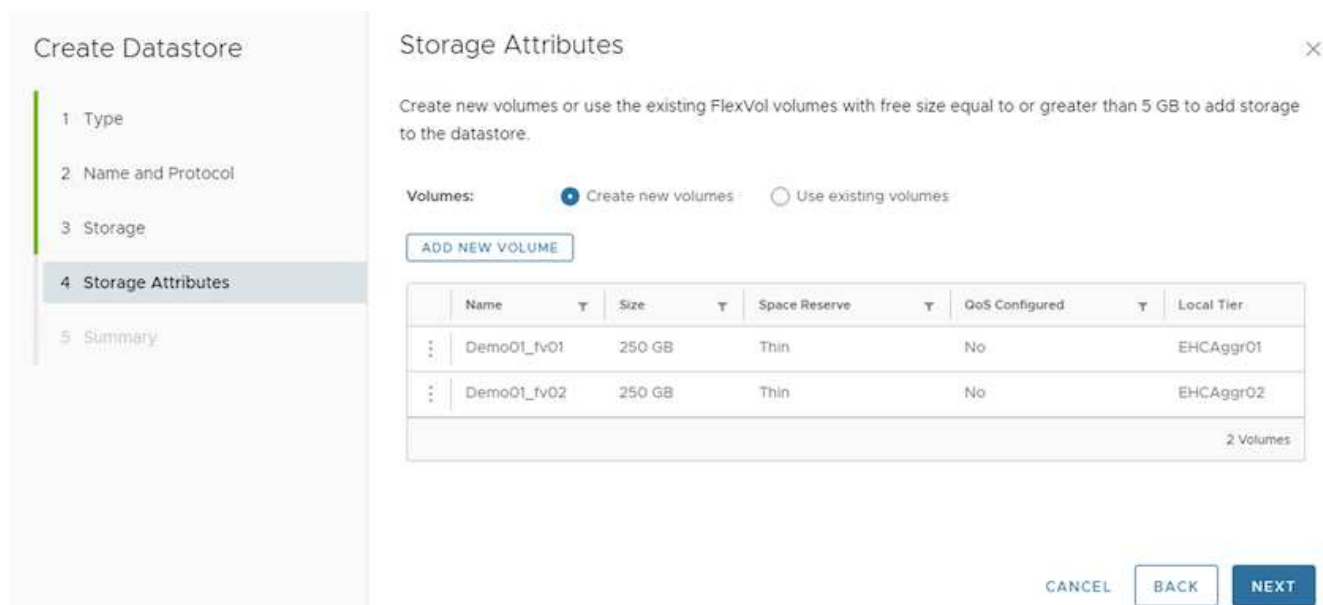 Create Datastore
1 Type
2 Name and Protocol
3 Storage
4 Storage Attributes
5 Summary
Storage Attributes
Create new volumes or use the existing FlexVol volumes with free size equal to or greater than 5 GB to add storage
to the datastore.
Volumes: Create new volumes Use existing volumes
ADD NEW VOLUME
Name Size Space Reserve QoS Configured Local Tier
Demo01_fv01 250 GB Thin No EHCAggr01
Demo01_fv02 250 GB Thin No EHCAggr02
2 Volumes
CANCEL BACK NEXT